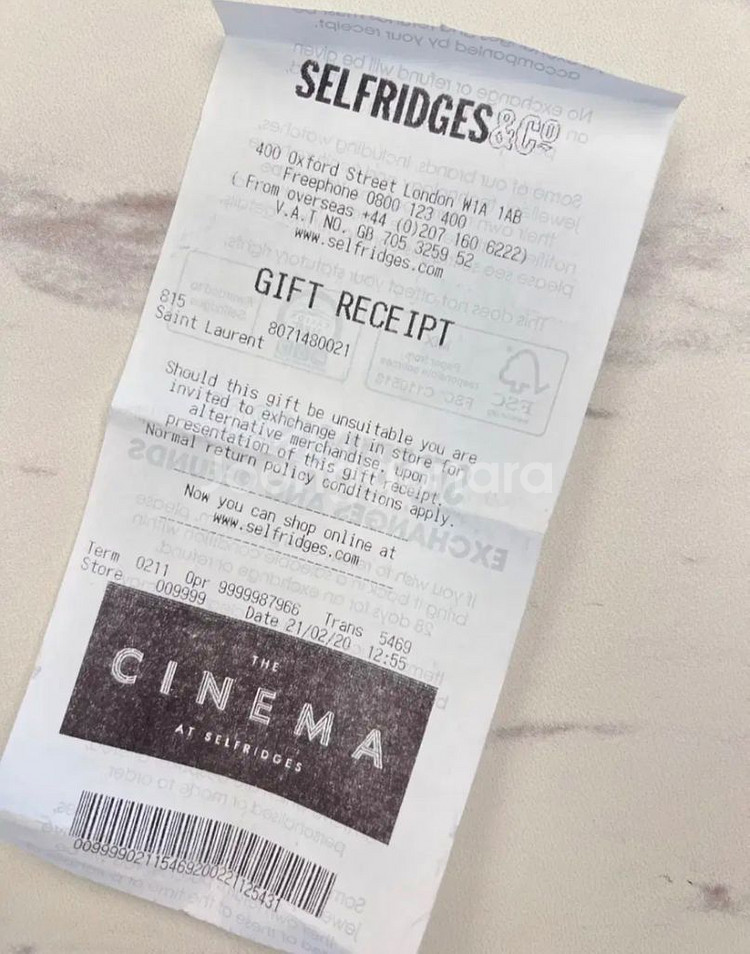 SELFRIDGES&Co
400 Oxford Street London W1A 1AB
Freephone 0800 123 400
(From overseas +44 (0)207 160 6222)
V.A.T NO. GB 705 3259 52
www.selfridges.com
GIFT RECEIPT
815
Saint Laurent 8071480021
Should this gift be unsuitable you are
invited to exhchange it in store for
alternative merchandise, upon
presentation of this gift receipt.
Normal return policy conditions apply.
Now you can shop online at
www.selfridges.com
Term 0211 Opr 9999987966 Trans 5469
Store 009999 Date 21/02/20 12:55
THE
CINEMA
AT SELFRIDGES
00999902115469200221125431